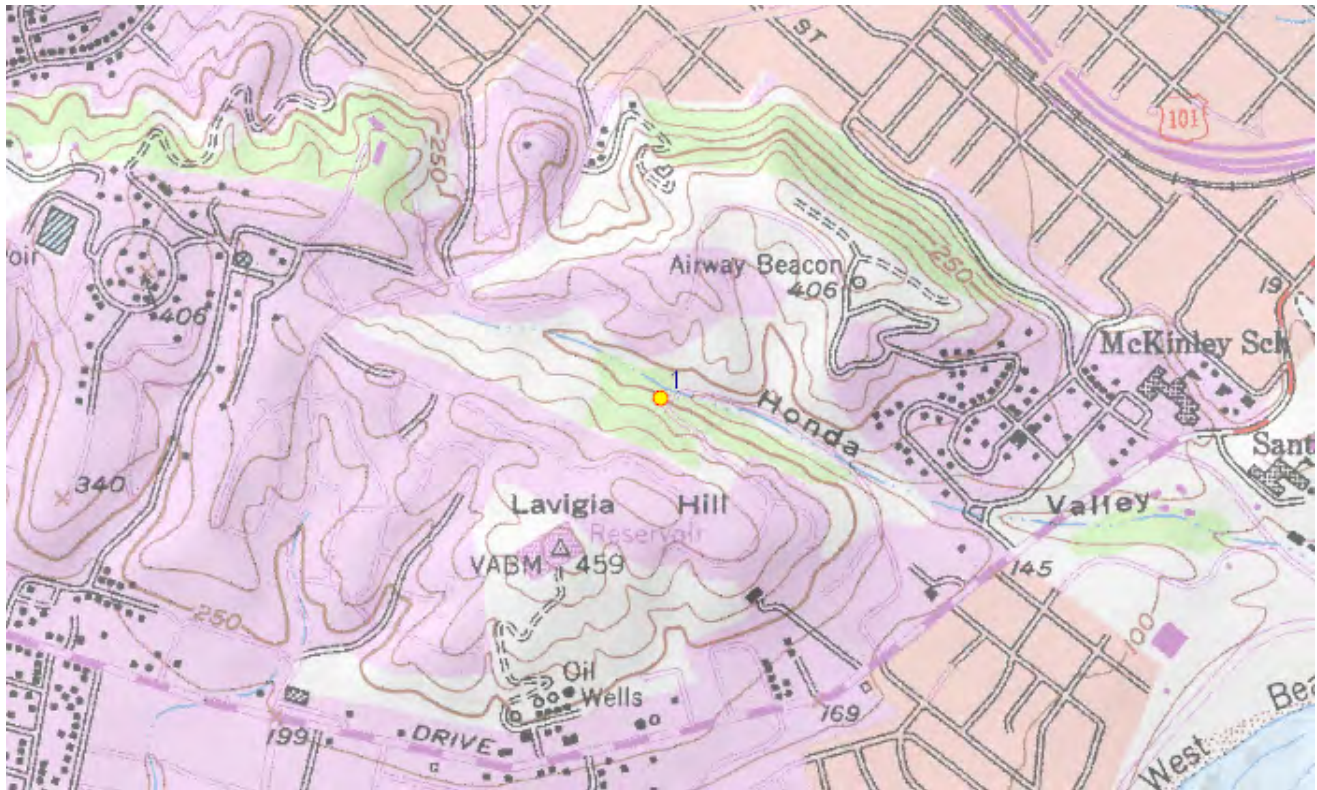 ST
101
250
Airway Beacon
406
250
19
oir
406
McKinley Sch
1
Honda
Sant
340
Lavigia Hill
Valley
Reservoir
VABM 459
145
250
100
Oil
Wells
Bea
199
DRIVE
169
West